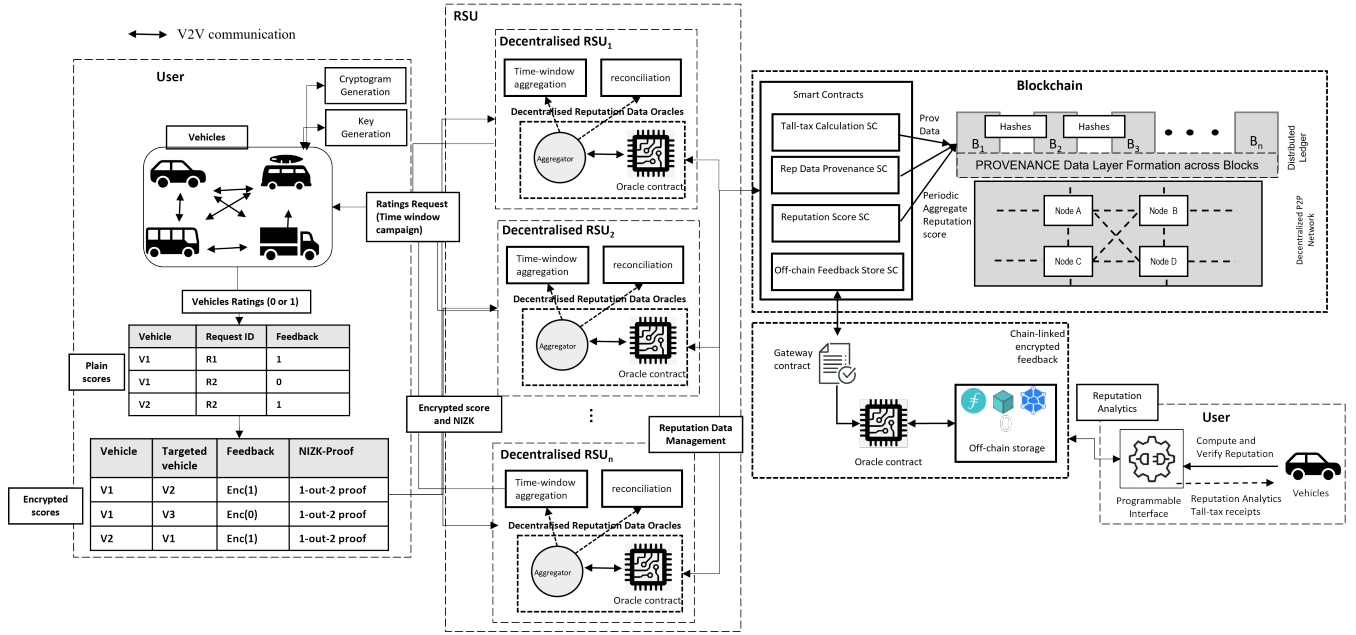 V2V communication
User
Cryptogram
Generation
Key
Generation
Vehicles
Vehicles Ratings (0 or 1)
Vehicle Request ID Feedback
V1 R1 1
V1 R2 0
V2 R2 1
Plain
scores
Vehicle Targeted vehicle Feedback NIZK-Proof
V1 V2 Enc(1) 1-out-2 proof
V1 V3 Enc(0) 1-out-2 proof
V2 V1 Enc(1) 1-out-2 proof
Encrypted
scores
Ratings Request
(Time window
campaign)
Encrypted score
and NIZK
RSU
Decentralised RSU1
Time-window
aggregation
reconciliation
Decentralised Reputation Data Oracles
Aggregator
Oracle contract
Decentralised RSU2
Time-window
aggregation
reconciliation
Decentralised Reputation Data Oracles
Aggregator
Oracle contract
Decentralised RSUn
Time-window
aggregation
reconciliation
Decentralised Reputation Data Oracles
Aggregator
Oracle contract
Reputation Data
Management
Blockchain
Smart Contracts
Tall-tax Calculation SC
Rep Data Provenance SC
Reputation Score SC
Off-chain Feedback Store SC
Prov
Data
Periodic
Aggregate
Reputation
score
Hashes
Hashes
B1
B2
B3
Bn
PROVENANCE Data Layer Formation across Blocks
Distributed
Ledger
Node A
Node B
Node C
Node D
Decentralized P2P
Network
Chain-linked
encrypted
feedback
Gateway
contract
Oracle contract
Off-chain storage
Reputation
Analytics
User
Programmable
Interface
Compute and
Verify Reputation
Reputation Analytics
Tall-tax receipts
Vehicles